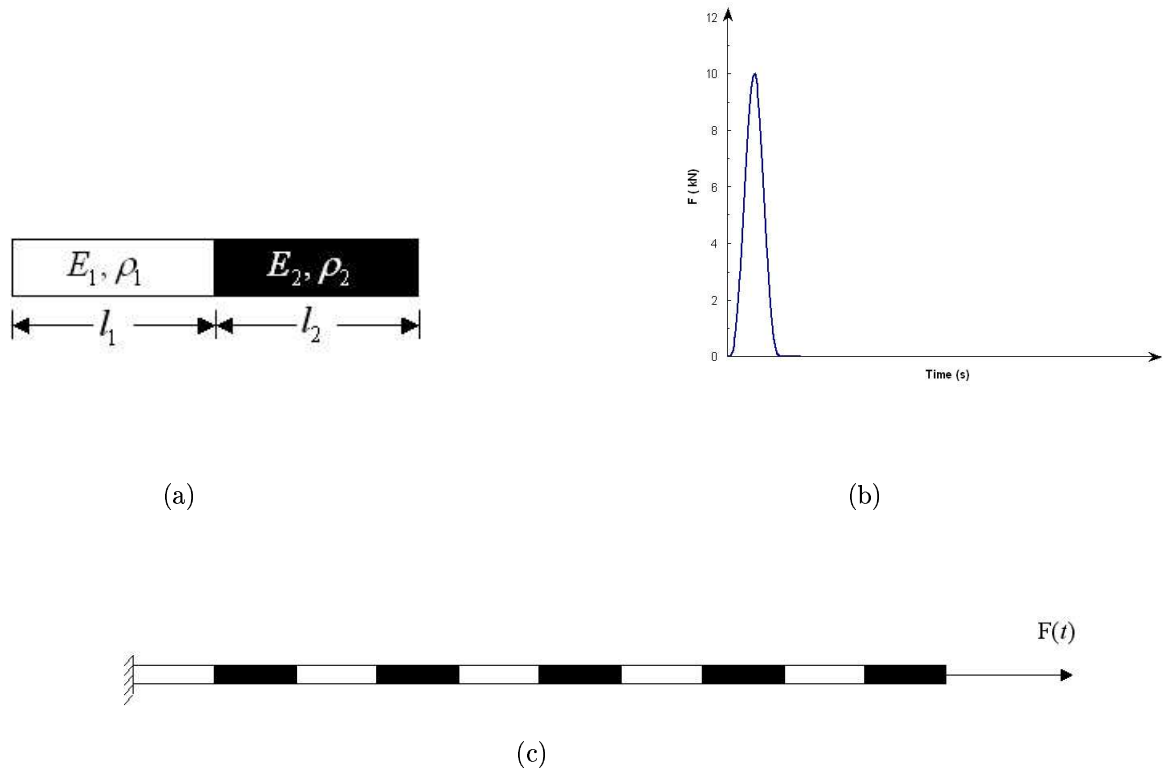 12
10
8
6
4
2
0
F ( kN)
Time (s)
E₁, ρ₁
E₂, ρ₂
l₁
l₂
(a)
(b)
F(t)
(c)